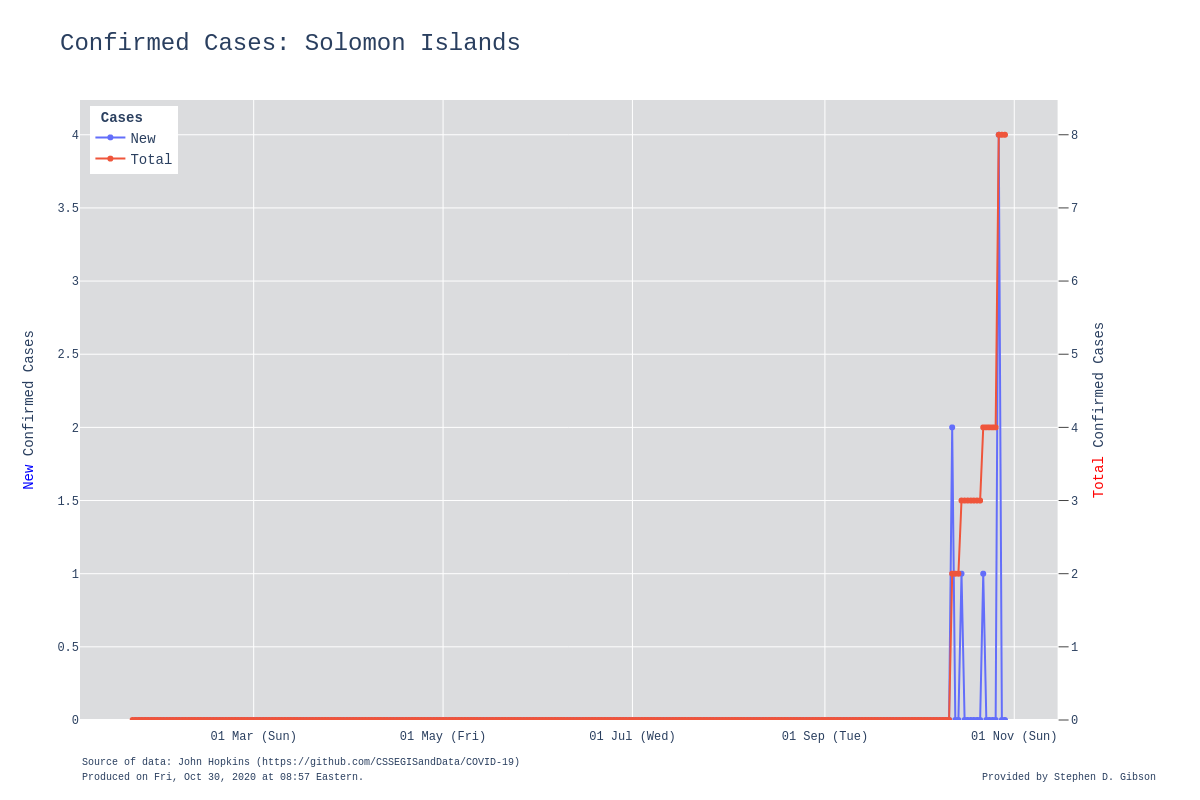 Confirmed Cases: Solomon Islands
Cases
New
Total
4
3.5
3
2.5
2
1.5
1
0.5
0
New Confirmed Cases
8
7
6
5
4
3
2
1
0
Total Confirmed Cases
01 Mar (Sun)
01 May (Fri)
01 Jul (Wed)
01 Sep (Tue)
01 Nov (Sun)
Source of data: John Hopkins (https://github.com/CSSEGISandData/COVID-19)
Produced on Fri, Oct 30, 2020 at 08:57 Eastern.
Provided by Stephen D. Gibson